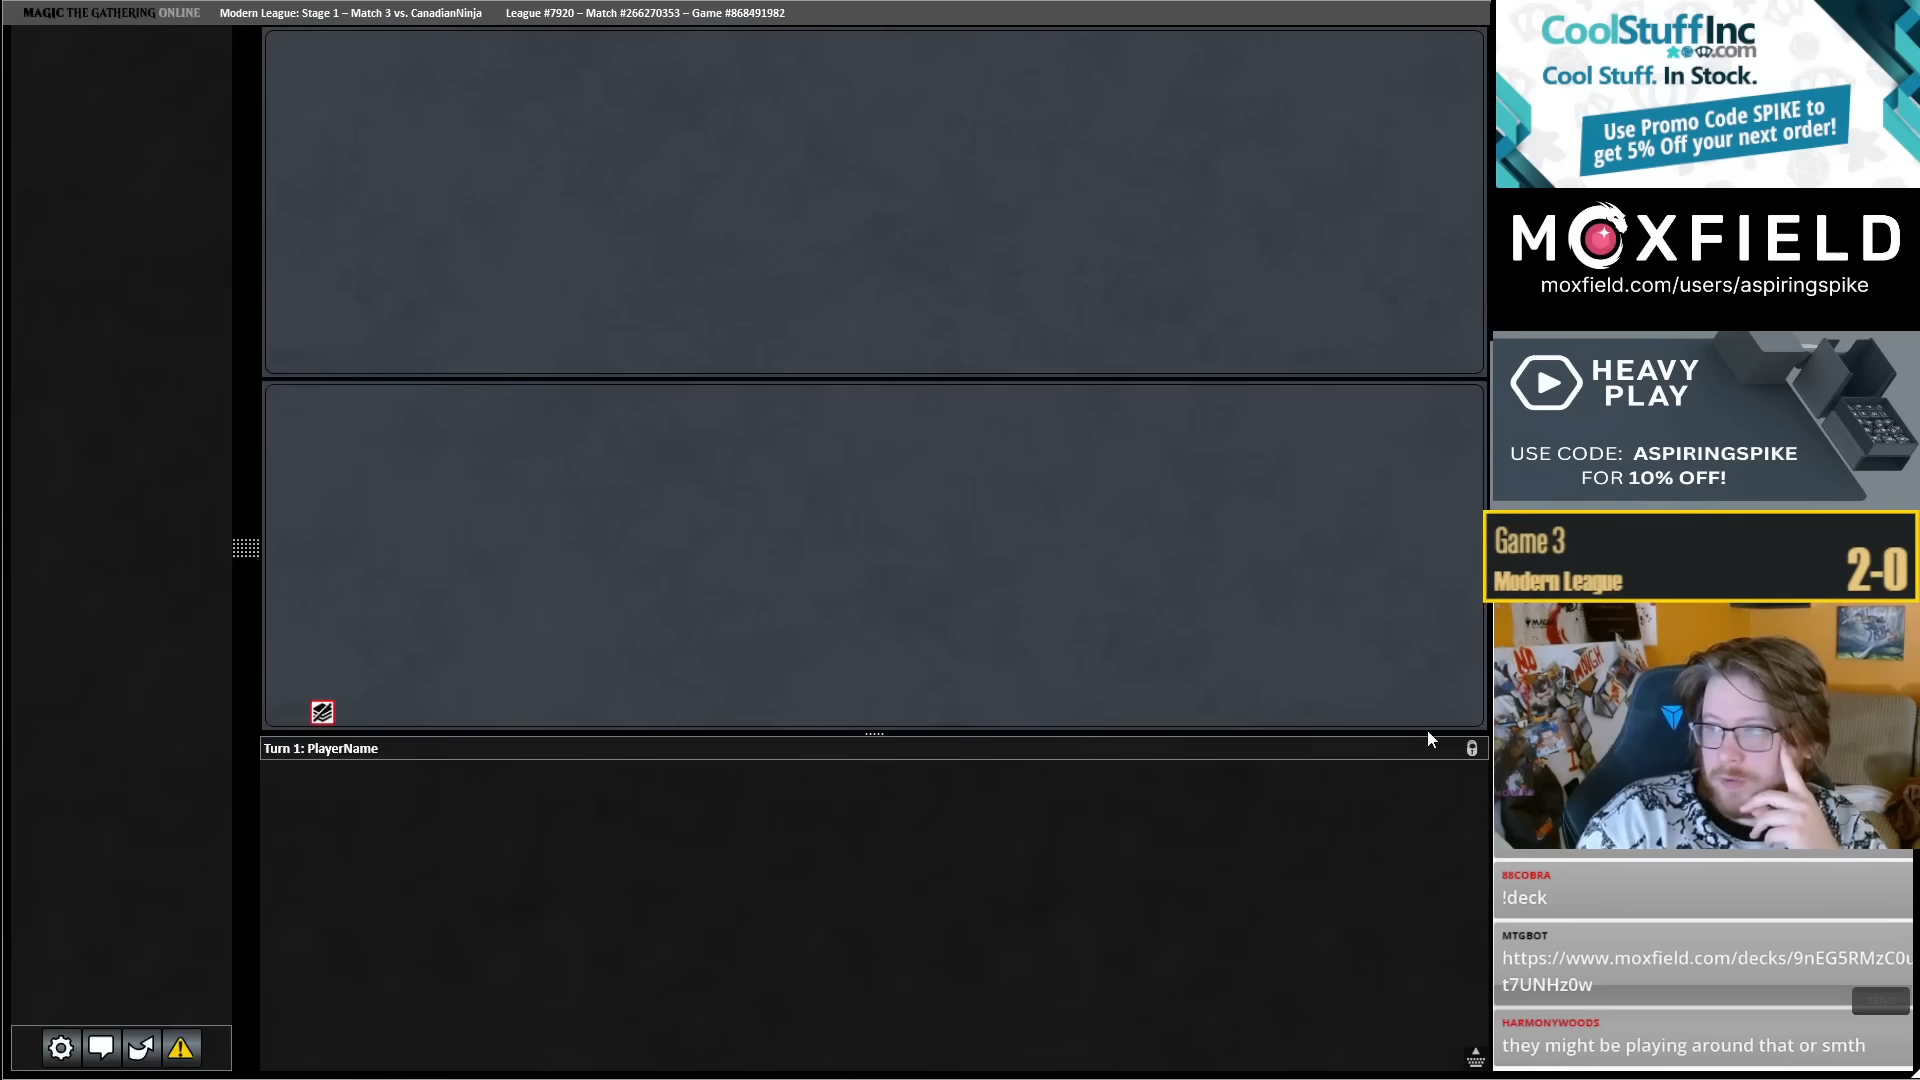 MAGIC THE GATHERING ONLINE Modern League: Stage 1 – Match 3 vs. CanadianNinja League #7920 – Match #266270353 – Game #868491982
CoolStuffInc
.com
Cool Stuff. In Stock.
Use Promo Code SPIKE to
get 5% Off your next order!
MOXFIELD
moxfield.com/users/aspiringspike
HEAVY
PLAY
USE CODE: ASPIRINGSPIKE
FOR 10% OFF!
Game 3
2-0
Modern League
Turn 1: PlayerName
88COBRA
!deck
MTGBOT
https://www.moxfield.com/decks/9nEG5RMzC0u
t7UNHz0w
SEND
HARMONYWOODS
they might be playing around that or smth